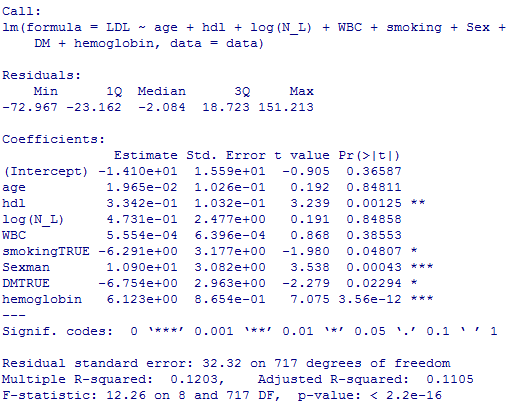 Call:
lm(formula = LDL ~ age + hdl + log(N_L) + WBC + smoking + Sex +
    DM + hemoglobin, data = data)

Residuals:
    Min      1Q  Median      3Q     Max
-72.967 -23.162  -2.084  18.723 151.213

Coefficients:
              Estimate Std. Error t value Pr(>|t|)
(Intercept) -1.410e+01  1.559e+01  -0.905  0.36587
age          1.965e-02  1.026e-01   0.192  0.84811
hdl          3.342e-01  1.032e-01   3.239  0.00125 **
log(N_L)     4.731e-01  2.477e+00   0.191  0.84858
WBC          5.554e-04  6.396e-04   0.868  0.38553
smokingTRUE -6.291e+00  3.177e+00  -1.980  0.04807 *
Sexman       1.090e+01  3.082e+00   3.538  0.00043 ***
DMTRUE      -6.754e+00  2.963e+00  -2.279  0.02294 *
hemoglobin   6.123e+00  8.654e-01   7.075 3.56e-12 ***
---
Signif. codes:  0 ‘***’ 0.001 ‘**’ 0.01 ‘*’ 0.05 ‘.’ 0.1 ‘ ’ 1

Residual standard error: 32.32 on 717 degrees of freedom
Multiple R-squared:  0.1203,    Adjusted R-squared:  0.1105
F-statistic: 12.26 on 8 and 717 DF,  p-value: < 2.2e-16